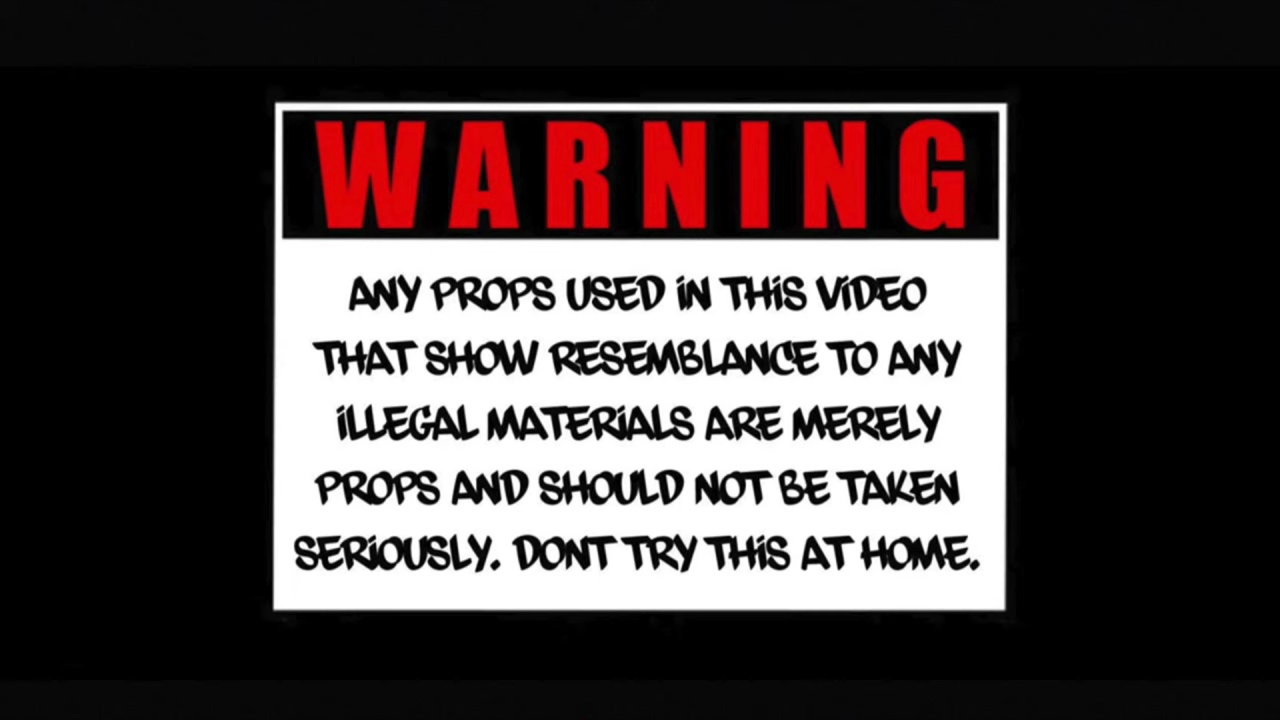 WARNING
ANY PROPS USED iN THiS ViDEO
THAT SHOW RESEMBLANCE TO ANY
iLLEGAL MATERiALS ARE MERELY
PROPS AND SHOULD NOT BE TAKEN
SERiOUSLY. DONT TRY THiS AT HOME.